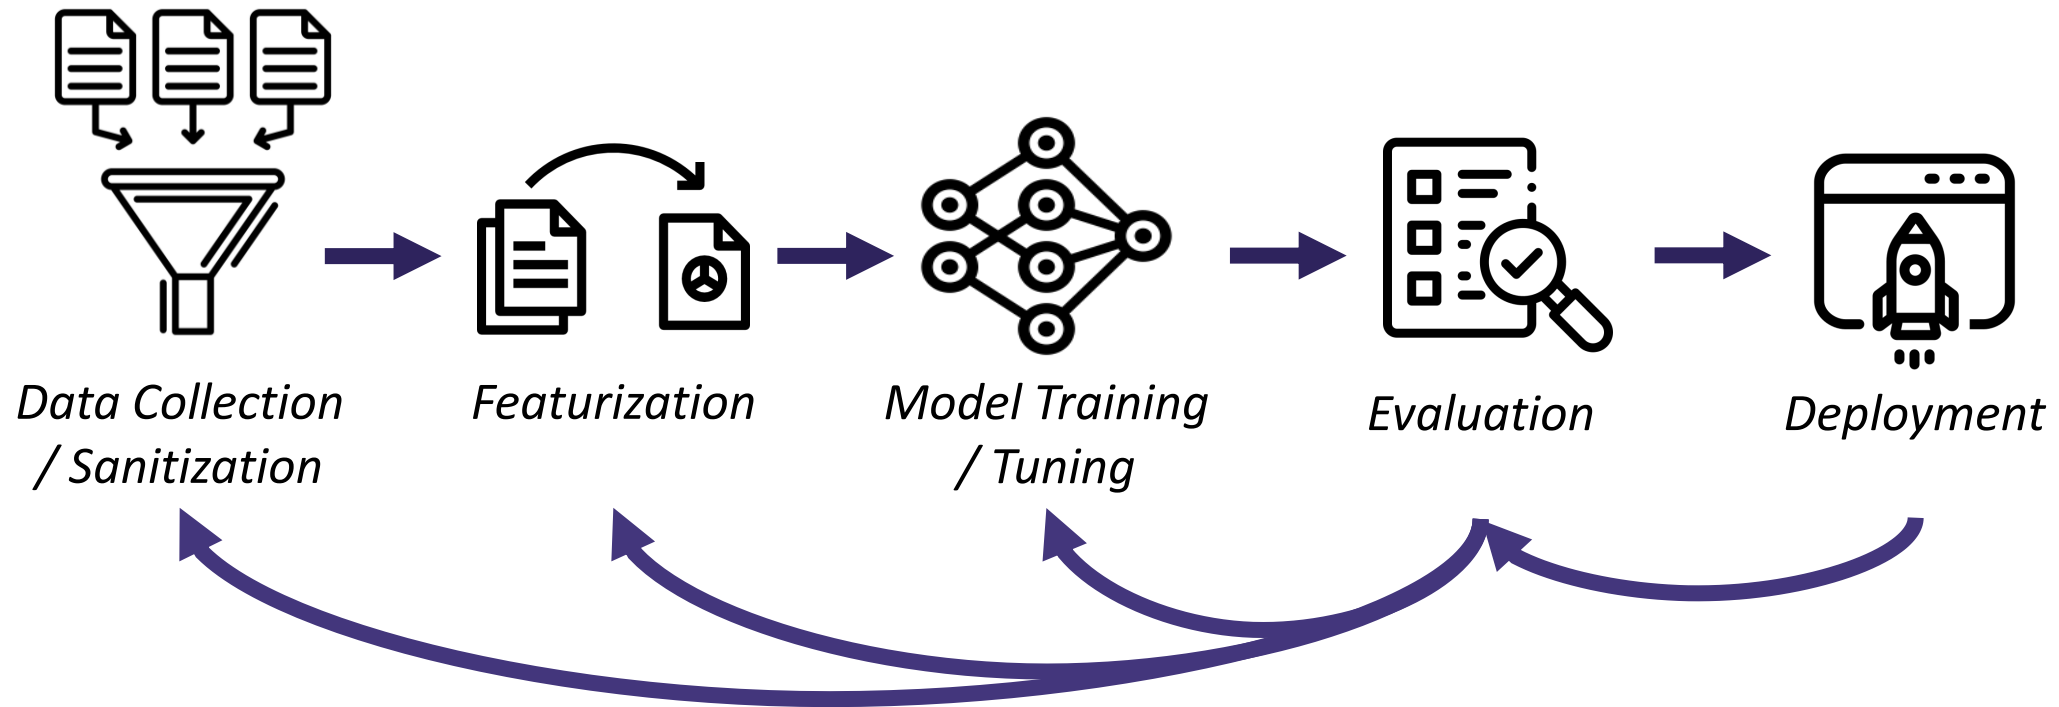 Data Collection
/ Sanitization
Featurization
Model Training
/ Tuning
Evaluation
Deployment